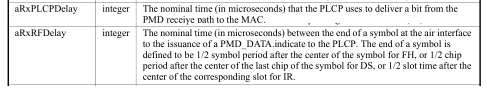 aRxPLCPDelay integer The nominal time (in microseconds) that the PLCP uses to deliver a bit from the
PMD receive path to the MAC.
aRxRFDelay integer The nominal time (in microseconds) between the end of a symbol at the air interface
to the issuance of a PMD_DATA.indicate to the PLCP. The end of a symbol is
defined to be 1/2 symbol period after the center of the symbol for FH, or 1/2 chip
period after the center of the last chip of the symbol for DS, or 1/2 slot time after the
center of the corresponding slot for IR.